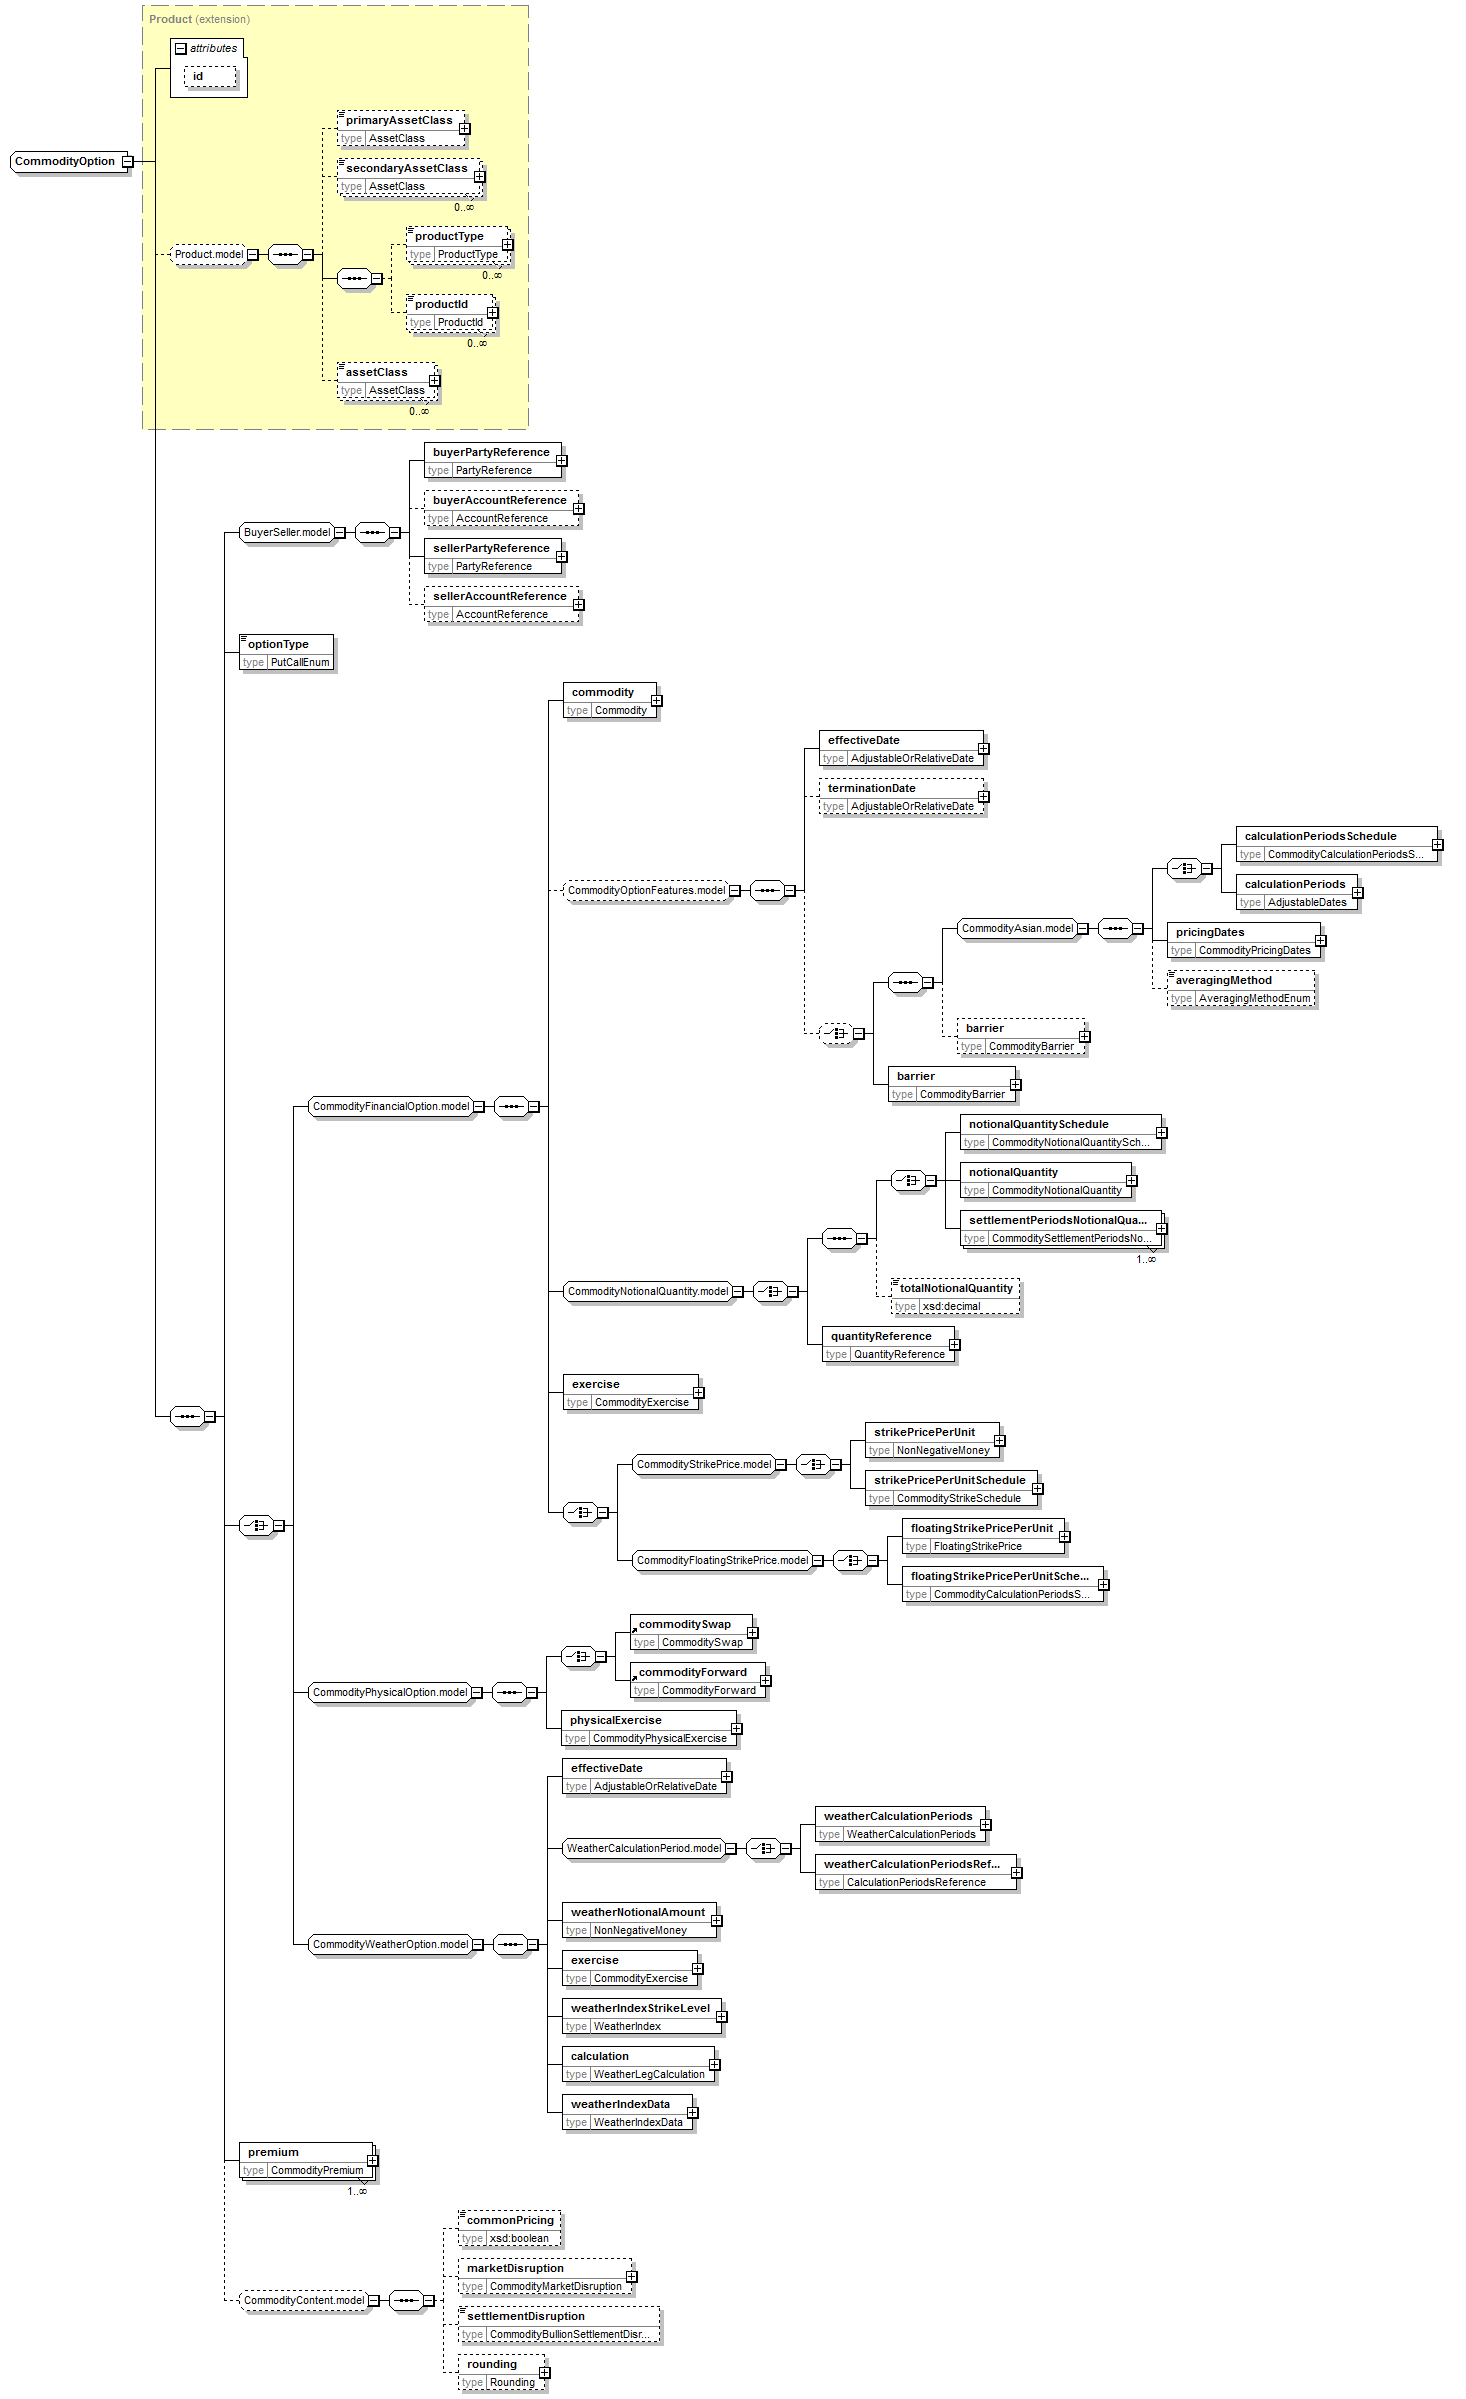 Product (extension)
attributes
id
primaryAssetClass
type AssetClass
CommodityOption
secondaryAssetClass
type AssetClass
0..∞
productType
type ProductType
0..∞
Product.model
productId
type ProductId
0..∞
assetClass
type AssetClass
0..∞
buyerPartyReference
type PartyReference
buyerAccountReference
type AccountReference
BuyerSeller.model
sellerPartyReference
type PartyReference
sellerAccountReference
type AccountReference
optionType
type PutCallEnum
commodity
type Commodity
effectiveDate
type AdjustableOrRelativeDate
terminationDate
type AdjustableOrRelativeDate
calculationPeriodsSchedule
type CommodityCalculationPeriodsS...
CommodityOptionFeatures.model
calculationPeriods
type AdjustableDates
CommodityAsian.model
pricingDates
type CommodityPricingDates
averagingMethod
type AveragingMethodEnum
barrier
type CommodityBarrier
barrier
type CommodityBarrier
CommodityFinancialOption.model
notionalQuantitySchedule
type CommodityNotionalQuantitySch...
notionalQuantity
type CommodityNotionalQuantity
settlementPeriodsNotionalQua...
type CommoditySettlementPeriodsNo...
1..∞
CommodityNotionalQuantity.model
totalNotionalQuantity
type xsd:decimal
quantityReference
type QuantityReference
exercise
type CommodityExercise
strikePricePerUnit
type NonNegativeMoney
CommodityStrikePrice.model
strikePricePerUnitSchedule
type CommodityStrikeSchedule
floatingStrikePricePerUnit
type FloatingStrikePrice
CommodityFloatingStrikePrice.model
floatingStrikePricePerUnitSche...
type CommodityCalculationPeriodsS...
commoditySwap
type CommoditySwap
commodityForward
type CommodityForward
CommodityPhysicalOption.model
physicalExercise
type CommodityPhysicalExercise
effectiveDate
type AdjustableOrRelativeDate
weatherCalculationPeriods
type WeatherCalculationPeriods
WeatherCalculationPeriod.model
weatherCalculationPeriodsRef...
type CalculationPeriodsReference
weatherNotionalAmount
type NonNegativeMoney
CommodityWeatherOption.model
exercise
type CommodityExercise
weatherIndexStrikeLevel
type WeatherIndex
calculation
type WeatherLegCalculation
weatherIndexData
type WeatherIndexData
premium
type CommodityPremium
1..∞
commonPricing
type xsd:boolean
marketDisruption
type CommodityMarketDisruption
CommodityContent.model
settlementDisruption
type CommodityBullionSettlementDisr...
rounding
type Rounding